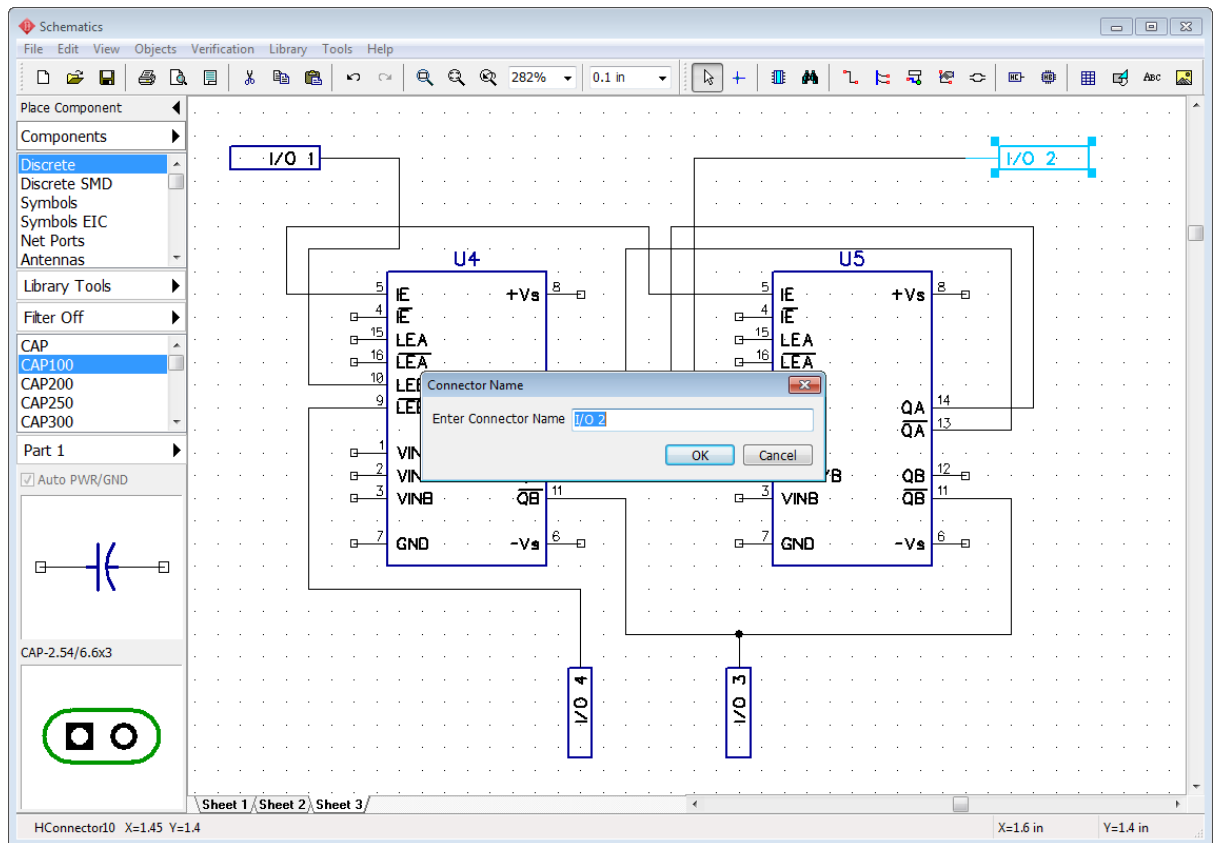 Schematics
File Edit View Objects Verification Library Tools Help
282% 0.1 in ABC
Place Component
Components
Discrete
Discrete SMD
Symbols
Symbols EIC
Net Ports
Antennas
Library Tools
Filter Off
CAP
CAP100
CAP200
CAP250
CAP300
Part 1
Auto PWR/GND
CAP-2.54/6.6x3
I/O 1
I/O 2
U4
5 IE +Vs 8
4 IE
15 LEA
16 LEA
10 LE
9 LE
1 VIN
2 VIN
3 VINB QB 11
7 GND -Vs 6
U5
5 IE +Vs 8
4 IE
15 LEA
16 LEA
QA 14
QA 13
B QB 12
3 VINB QB 11
7 GND -Vs 6
Connector Name
Enter Connector Name I/O 2
OK Cancel
I/O 4
I/O 3
Sheet 1 Sheet 2 Sheet 3
HConnector10 X=1.45 Y=1.4 X=1.6 in Y=1.4 in